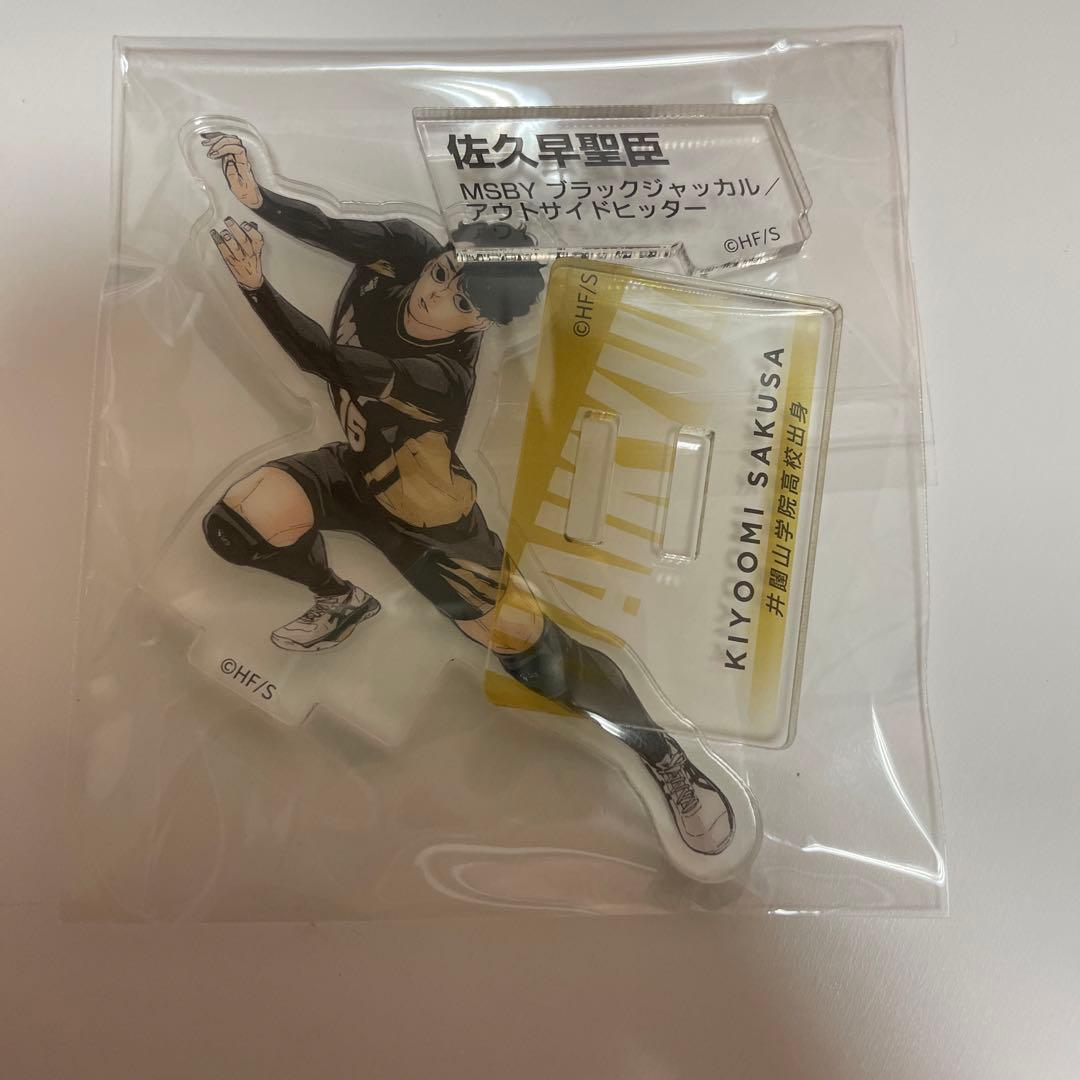 佐久早聖臣
MSBY ブラックジャッカル／
アウトサイドヒッター
©HF/S
©HF/S
KIYOOMI SAKUSA
井闥山学院高校出身
15
©HF/S